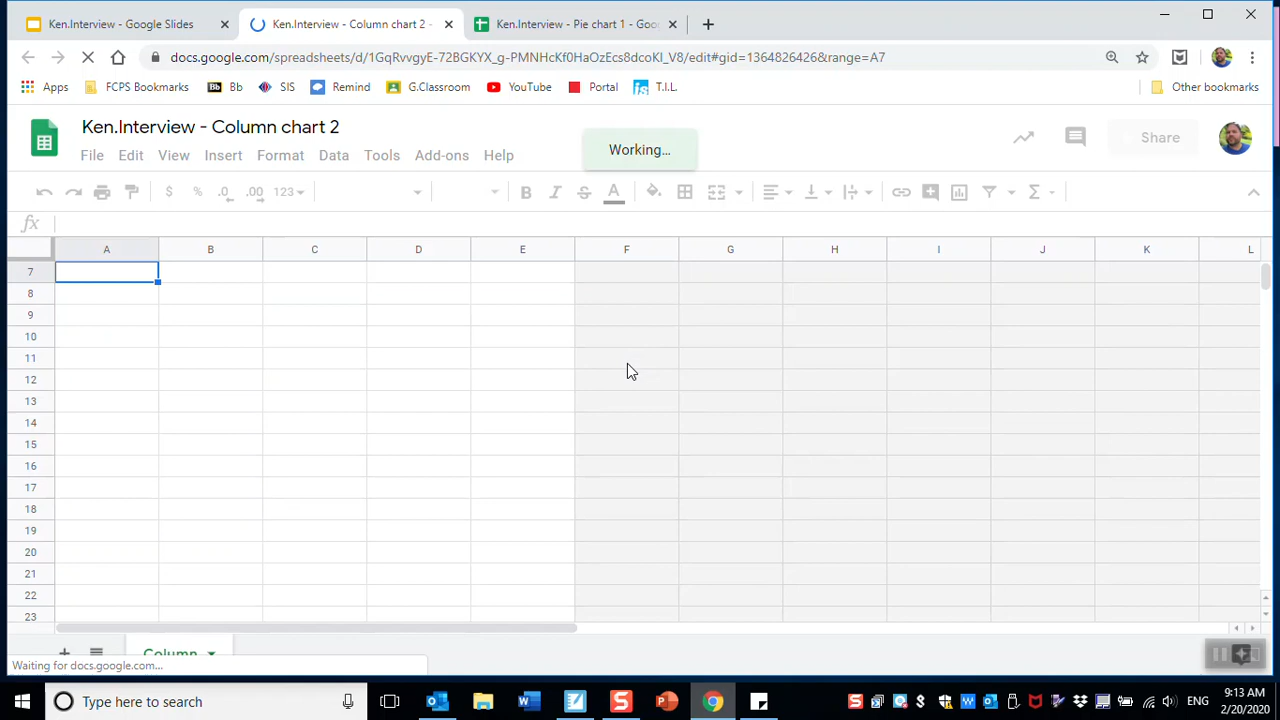 Ken.Interview - Google Slides
Ken.Interview - Column chart 2 -
Ken.Interview - Pie chart 1 - Goo
docs.google.com/spreadsheets/d/1GqRvvgyE-72BGKYX_g-PMNHcKf0HaOzEcs8dcoKI_V8/edit#gid=1364826426&range=A7
Apps
FCPS Bookmarks
Bb Bb
SIS
Remind
G.Classroom
YouTube
Portal
T.I.L.
Other bookmarks
Ken.Interview - Column chart 2
Working...
Share
File Edit View Insert Format Data Tools Add-ons Help
$ % .0 .00 123
B I S A
fx
A B C D E F G H I J K L
7
8
9
10
11
12
13
14
15
16
17
18
19
20
21
22
23
Column
Waiting for docs.google.com...
Type here to search
ENG
9:13 AM
2/20/2020